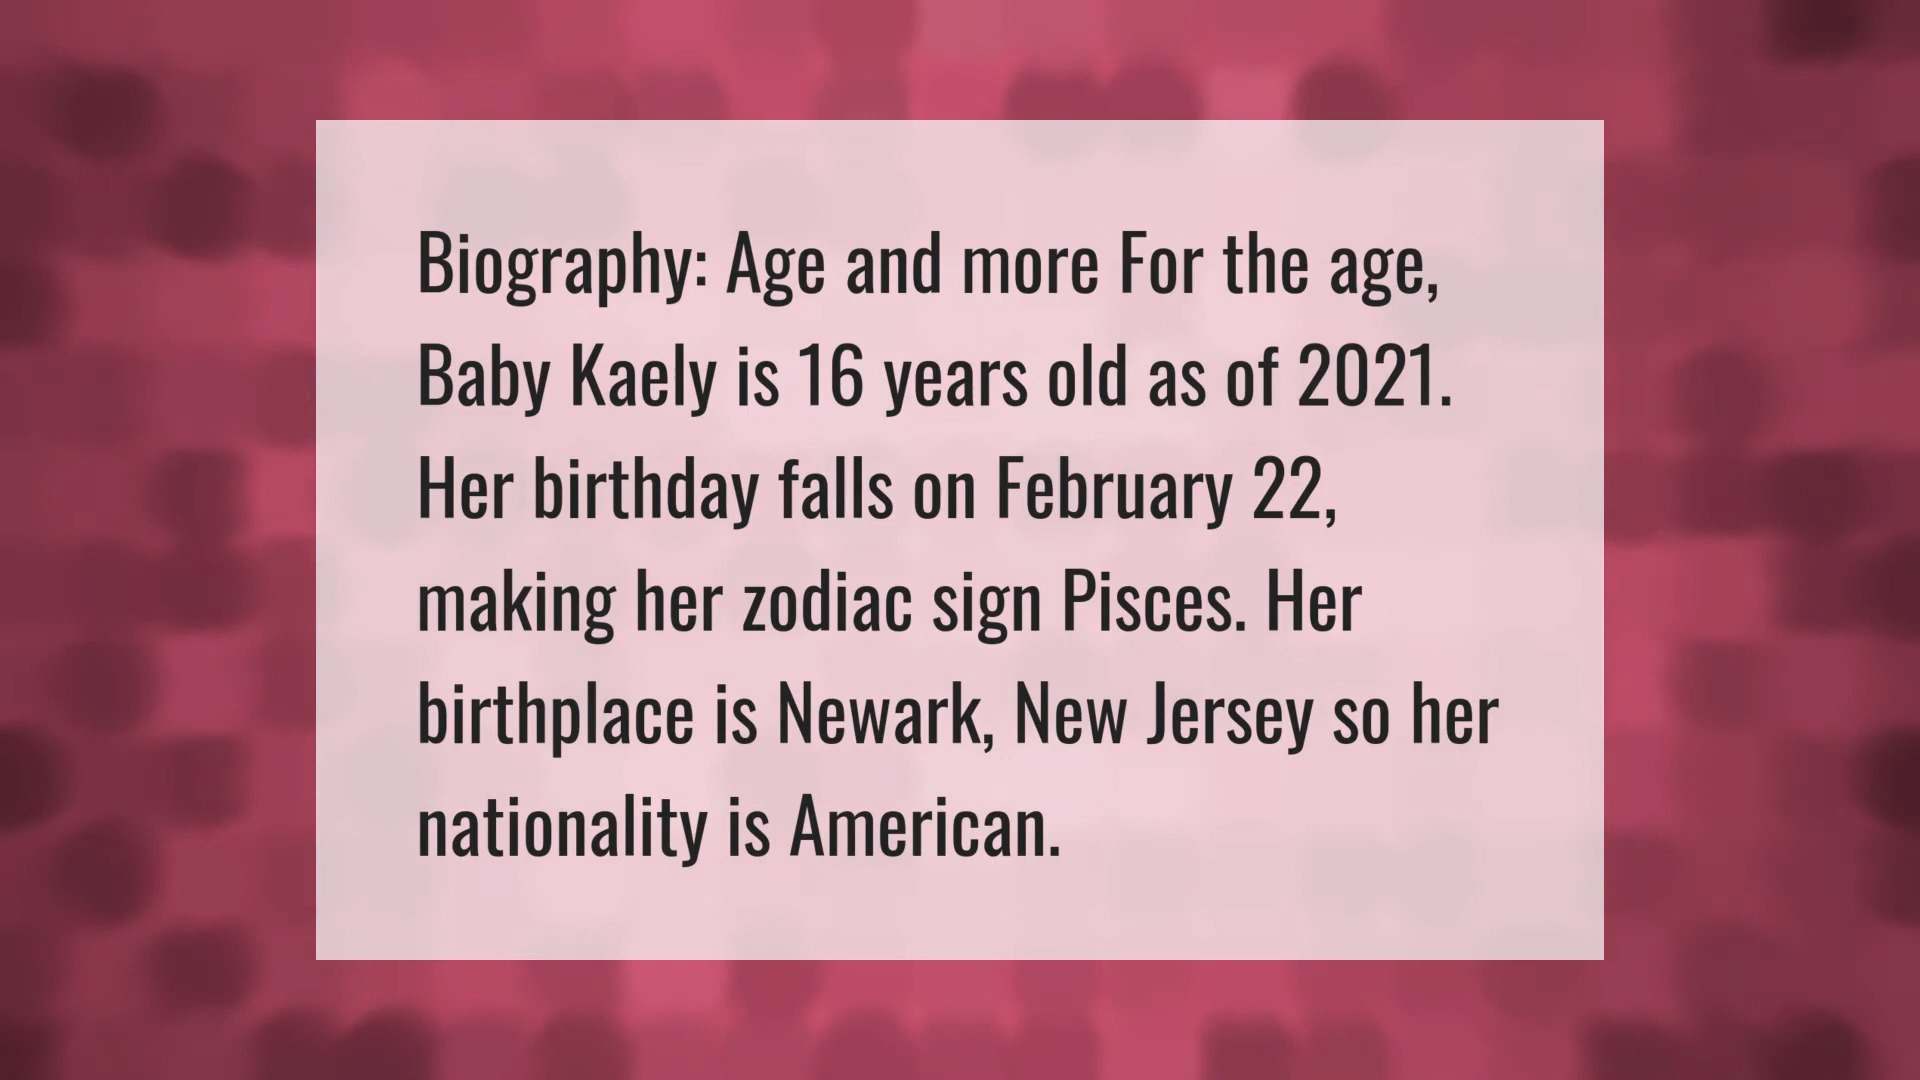 Biography: Age and more For the age,
Baby Kaely is 16 years old as of 2021.
Her birthday falls on February 22,
making her zodiac sign Pisces. Her
birthplace is Newark, New Jersey so her
nationality is American.